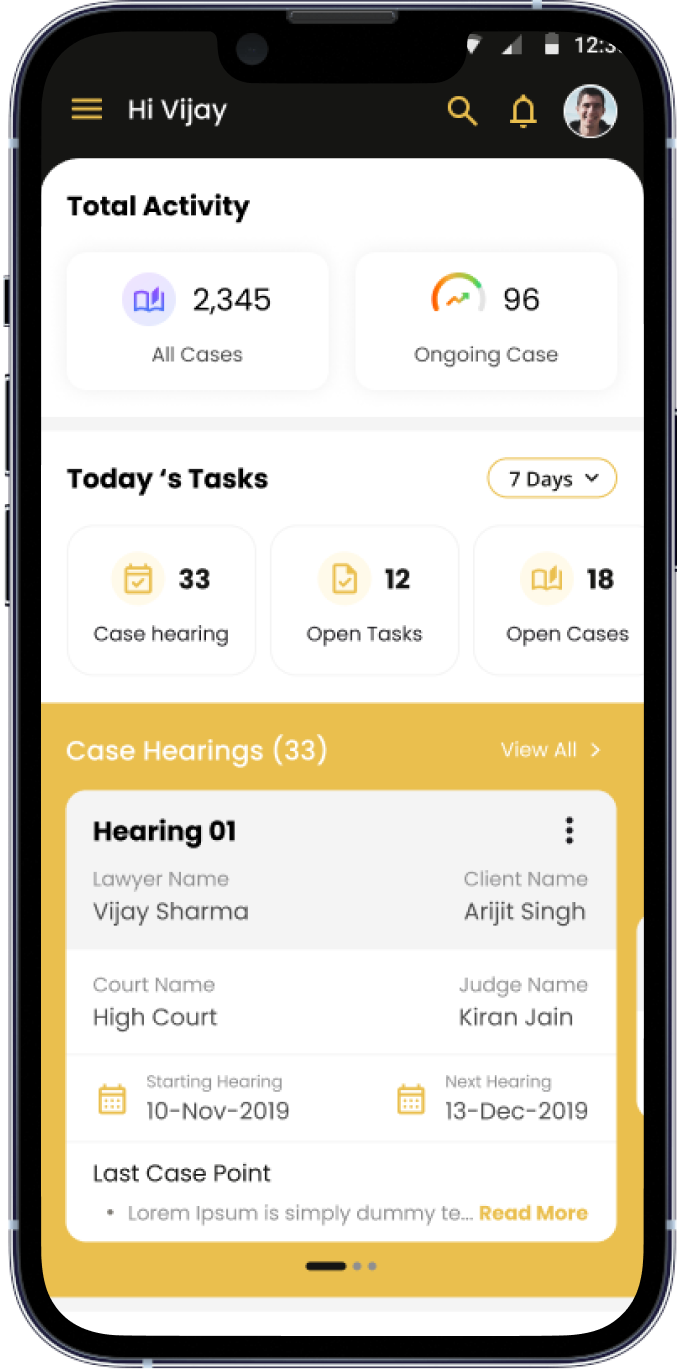 12:3
Hi Vijay
Total Activity
2,345
All Cases
96
Ongoing Case
Today ‘s Tasks
7 Days
33
Case hearing
12
Open Tasks
18
Open Cases
Case Hearings (33)
View All
Hearing 01
Lawyer Name
Client Name
Vijay Sharma
Arijit Singh
Court Name
Judge Name
High Court
Kiran Jain
Starting Hearing
Next Hearing
10-Nov-2019
13-Dec-2019
Last Case Point
• Lorem Ipsum is simply dummy te... Read More